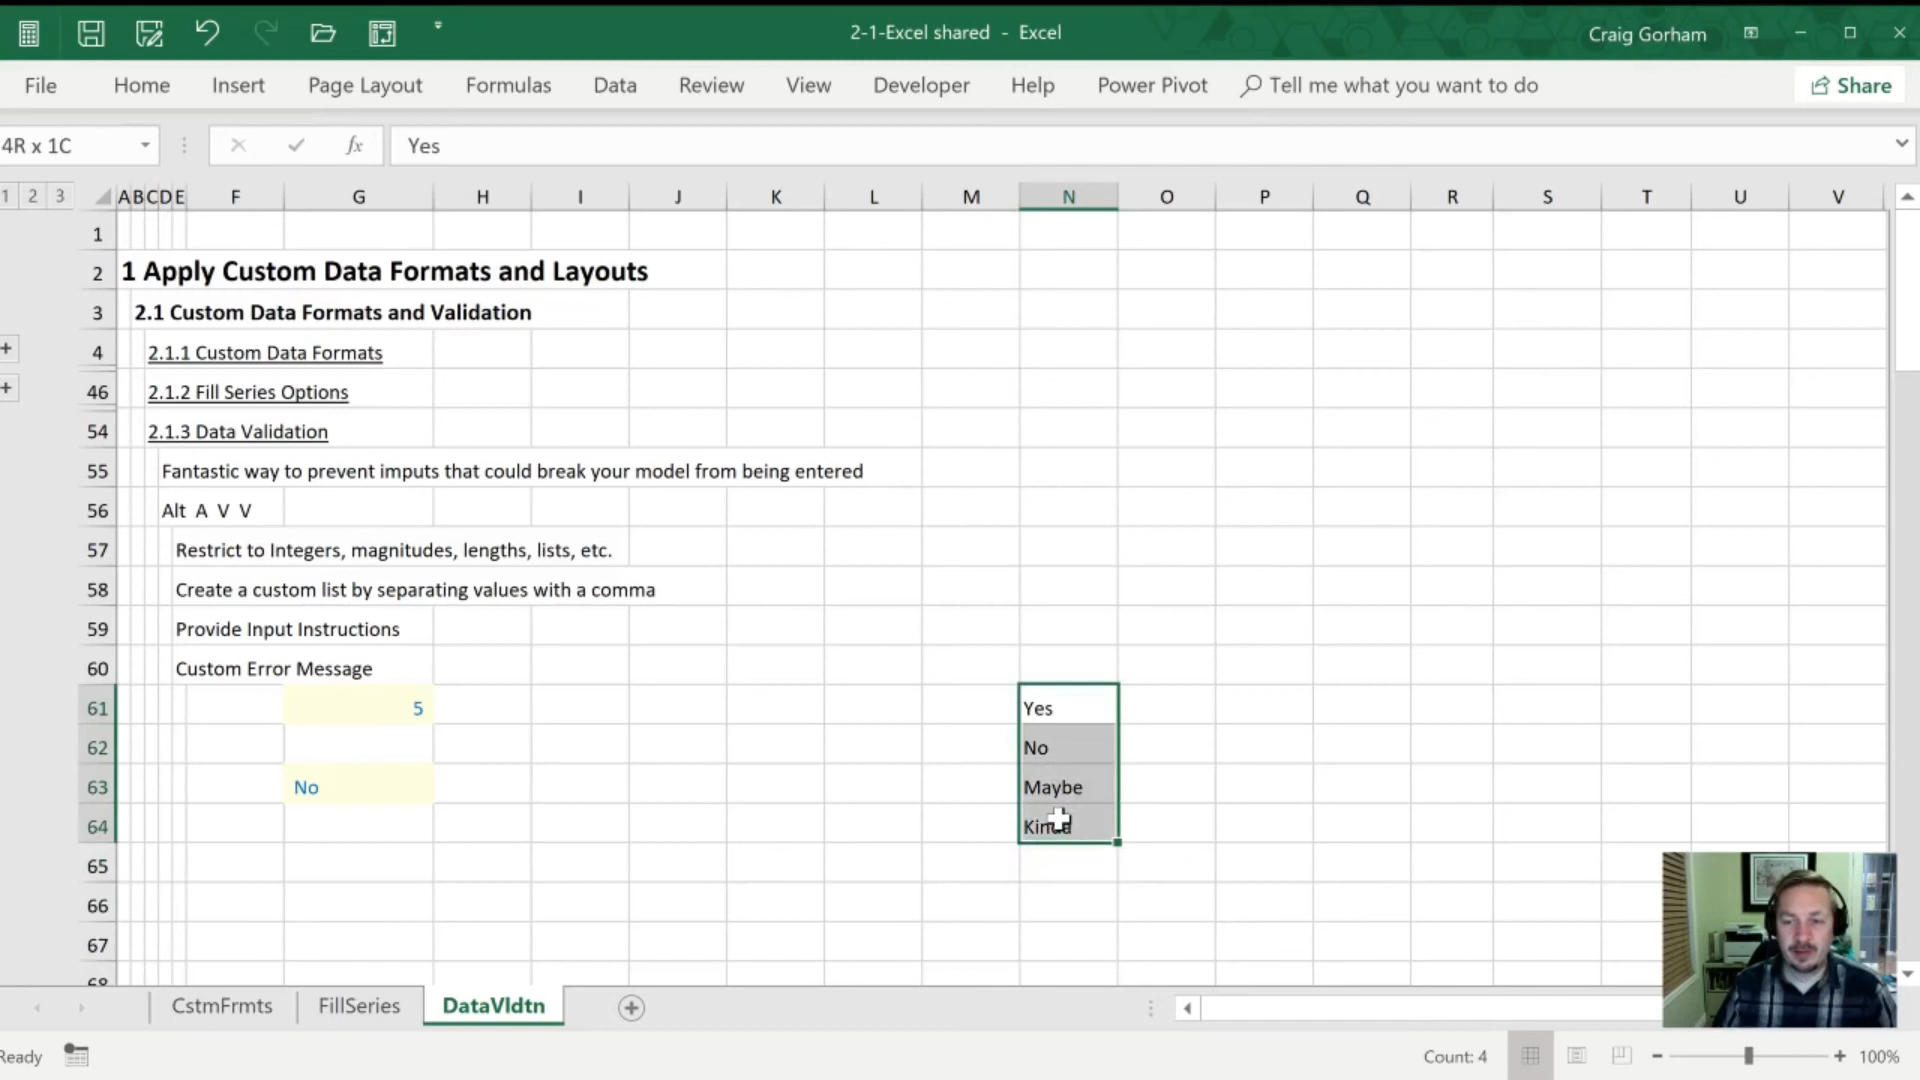 2-1-Excel shared - Excel
Craig Gorham
File Home Insert Page Layout Formulas Data Review View Developer Help Power Pivot Tell me what you want to do Share
4R x 1C fx Yes
1 2 3 A B C D E F G H I J K L M N O P Q R S T U V
1
2 1 Apply Custom Data Formats and Layouts
3 2.1 Custom Data Formats and Validation
4 2.1.1 Custom Data Formats
46 2.1.2 Fill Series Options
54 2.1.3 Data Validation
55 Fantastic way to prevent imputs that could break your model from being entered
56 Alt A V V
57 Restrict to Integers, magnitudes, lengths, lists, etc.
58 Create a custom list by separating values with a comma
59 Provide Input Instructions
60 Custom Error Message
61 5 Yes
62 No
63 No Maybe
64 Kinda
65
66
67
68
CstmFrmts FillSeries DataVldtn
Ready Count: 4 100%